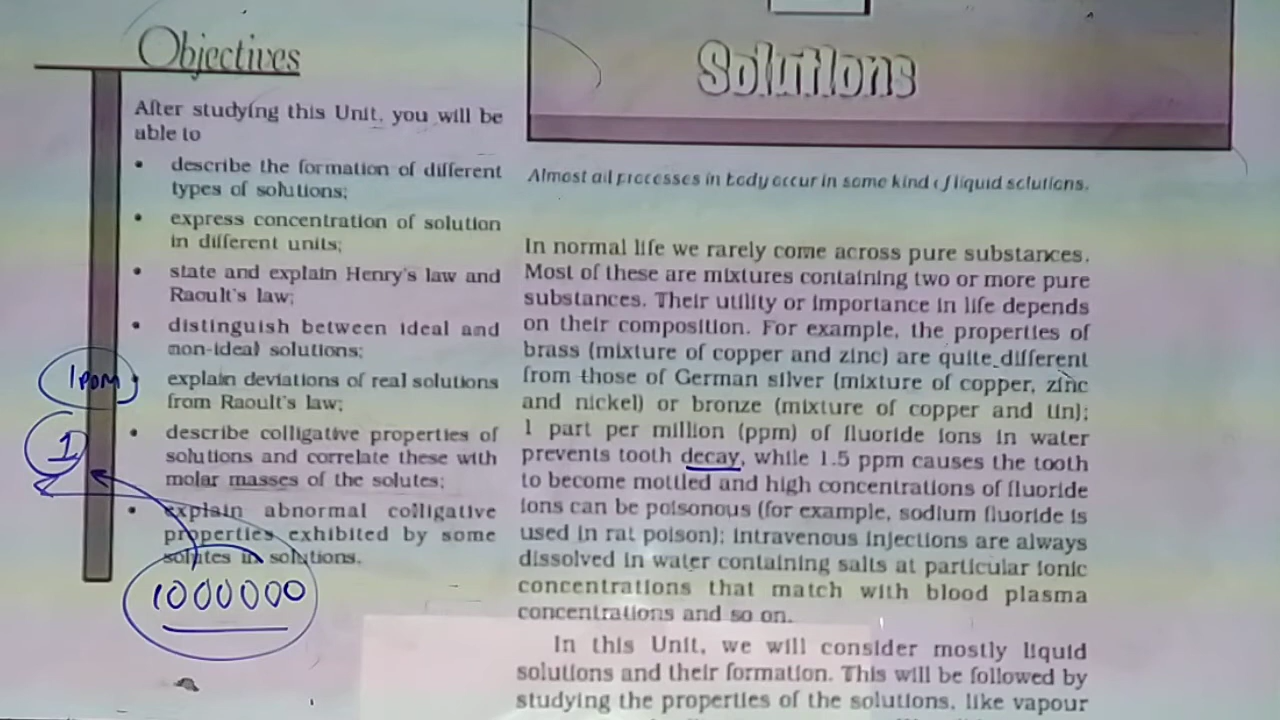 Objectives
After studying this Unit, you will be
able to
• describe the formation of different
types of solutions;
• express concentration of solution
in different units;
• state and explain Henry's law and
Raoult's law;
• distinguish between ideal and
non-ideal solutions;
explain deviations of real solutions
from Raoult's law;
• describe colligative properties of
solutions and correlate these with
molar masses of the solutes;
• explain abnormal colligative
properties exhibited by some
solutes in solutions.
1 ppm
1
1000000
Solutions
Almost all processes in body occur in some kind of liquid solutions.
In normal life we rarely come across pure substances.
Most of these are mixtures containing two or more pure
substances. Their utility or importance in life depends
on their composition. For example, the properties of
brass (mixture of copper and zinc) are quite different
from those of German silver (mixture of copper, zinc
and nickel) or bronze (mixture of copper and tin);
1 part per million (ppm) of fluoride ions in water
prevents tooth decay, while 1.5 ppm causes the tooth
to become mottled and high concentrations of fluoride
ions can be poisonous (for example, sodium fluoride is
used in rat poison); intravenous injections are always
dissolved in water containing salts at particular ionic
concentrations that match with blood plasma
concentrations and so on.
In this Unit, we will consider mostly liquid
solutions and their formation. This will be followed by
studying the properties of the solutions, like vapour